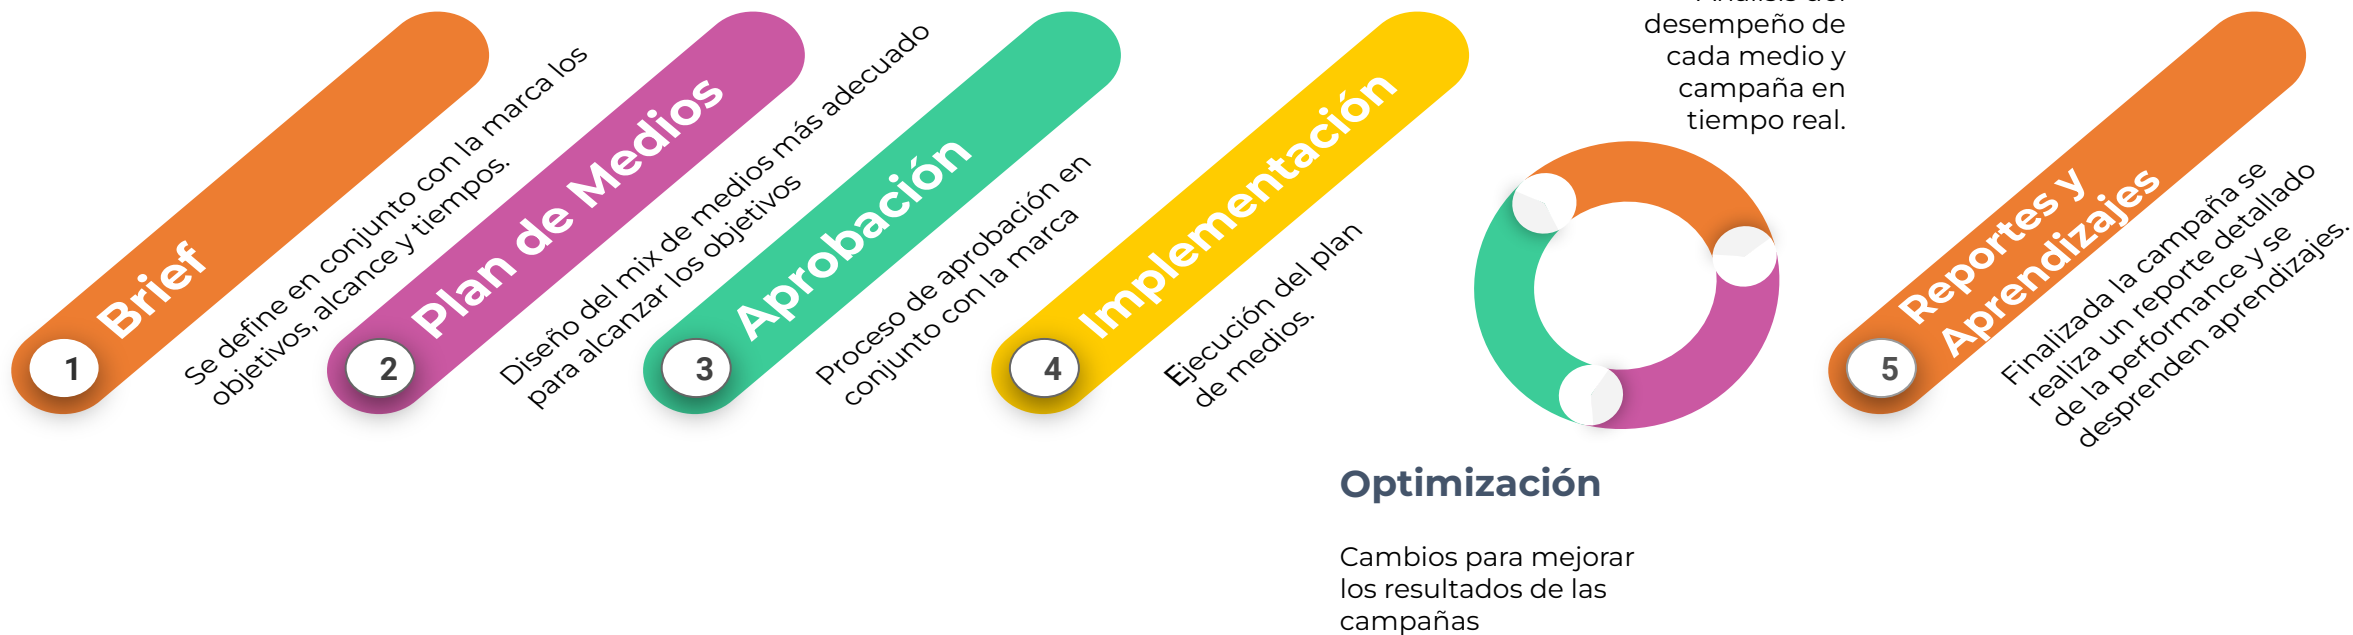 1
Brief
Se define en conjunto con la marca los
objetivos, alcance y tiempos.
2
Plan de Medios
Diseño del mix de medios más adecuado
para alcanzar los objetivos
3
Aprobación
Proceso de aprobación en
conjunto con la marca
4
Implementación
Ejecución del plan
de medios.
desempeño de
cada medio y
campaña en
tiempo real.
Optimización
Cambios para mejorar
los resultados de las
campañas
5
Reportes y
Aprendizajes
Finalizada la campaña se
realiza un reporte detallado
de la performance y se
desprenden aprendizajes.